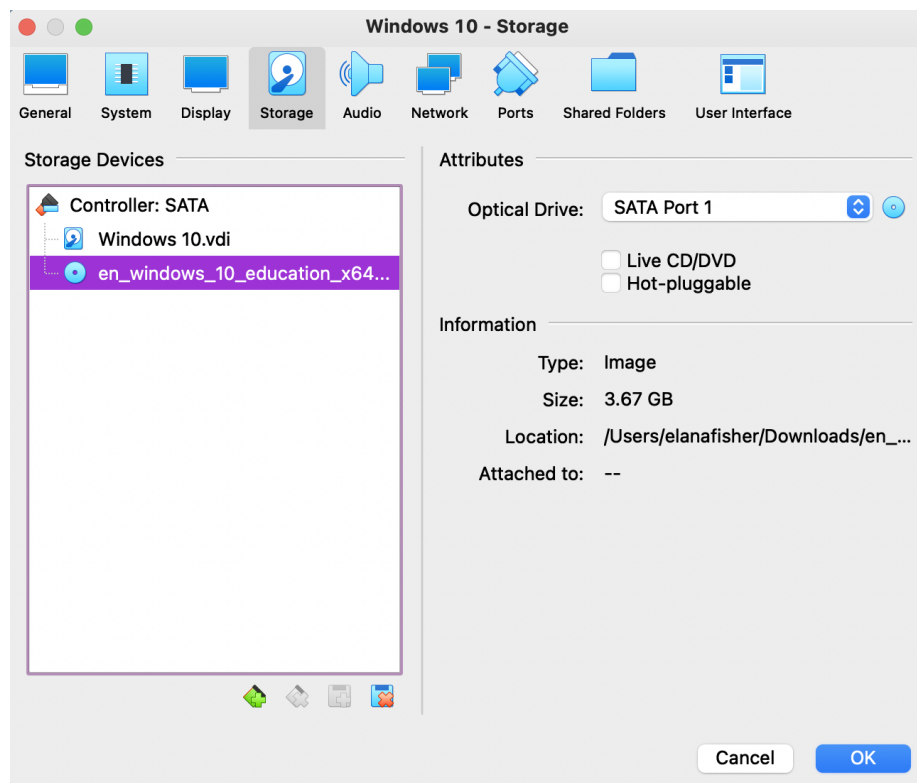 Windows 10 - Storage
General System Display Storage Audio Network Ports Shared Folders User Interface
Storage Devices
Controller: SATA
Windows 10.vdi
en_windows_10_education_x64...
Attributes
Optical Drive: SATA Port 1
Live CD/DVD
Hot-pluggable
Information
Type: Image
Size: 3.67 GB
Location: /Users/elanafisher/Downloads/en_...
Attached to: --
Cancel OK